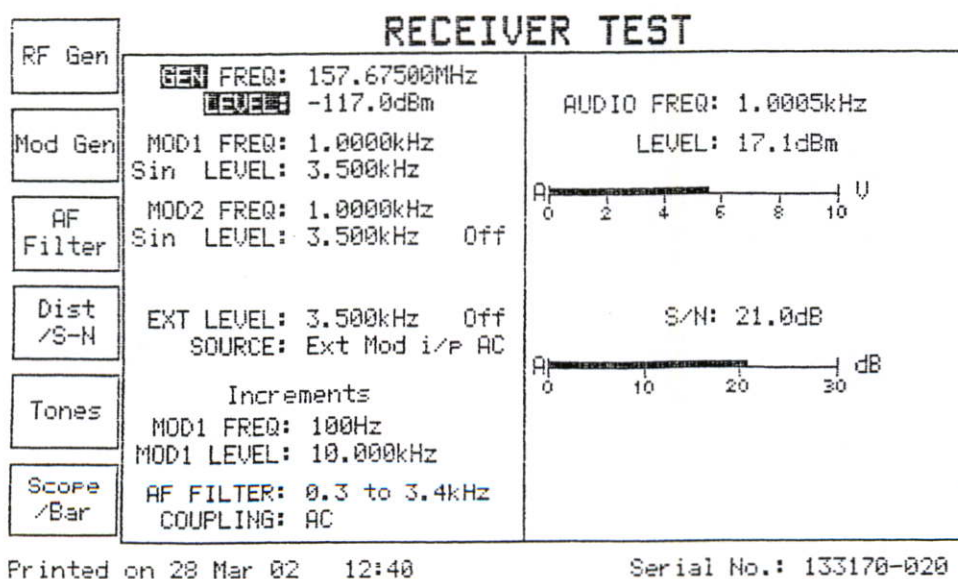 RECEIVER TEST
RF Gen
Mod Gen
AF
Filter
Dist
/S-N
Tones
Scope
/Bar
GEN FREQ: 157.67500MHz
LEVEL: -117.0dBm
MOD1 FREQ: 1.0000kHz
Sin LEVEL: 3.500kHz
MOD2 FREQ: 1.0000kHz
Sin LEVEL: 3.500kHz Off
EXT LEVEL: 3.500kHz Off
SOURCE: Ext Mod i/p AC
Increments
MOD1 FREQ: 100Hz
MOD1 LEVEL: 10.000kHz
AF FILTER: 0.3 to 3.4kHz
COUPLING: AC
AUDIO FREQ: 1.0005kHz
LEVEL: 17.1dBm
A V
0 2 4 6 8 10
S/N: 21.0dB
A dB
0 10 20 30
Printed on 28 Mar 02 12:40
Serial No.: 133170-020